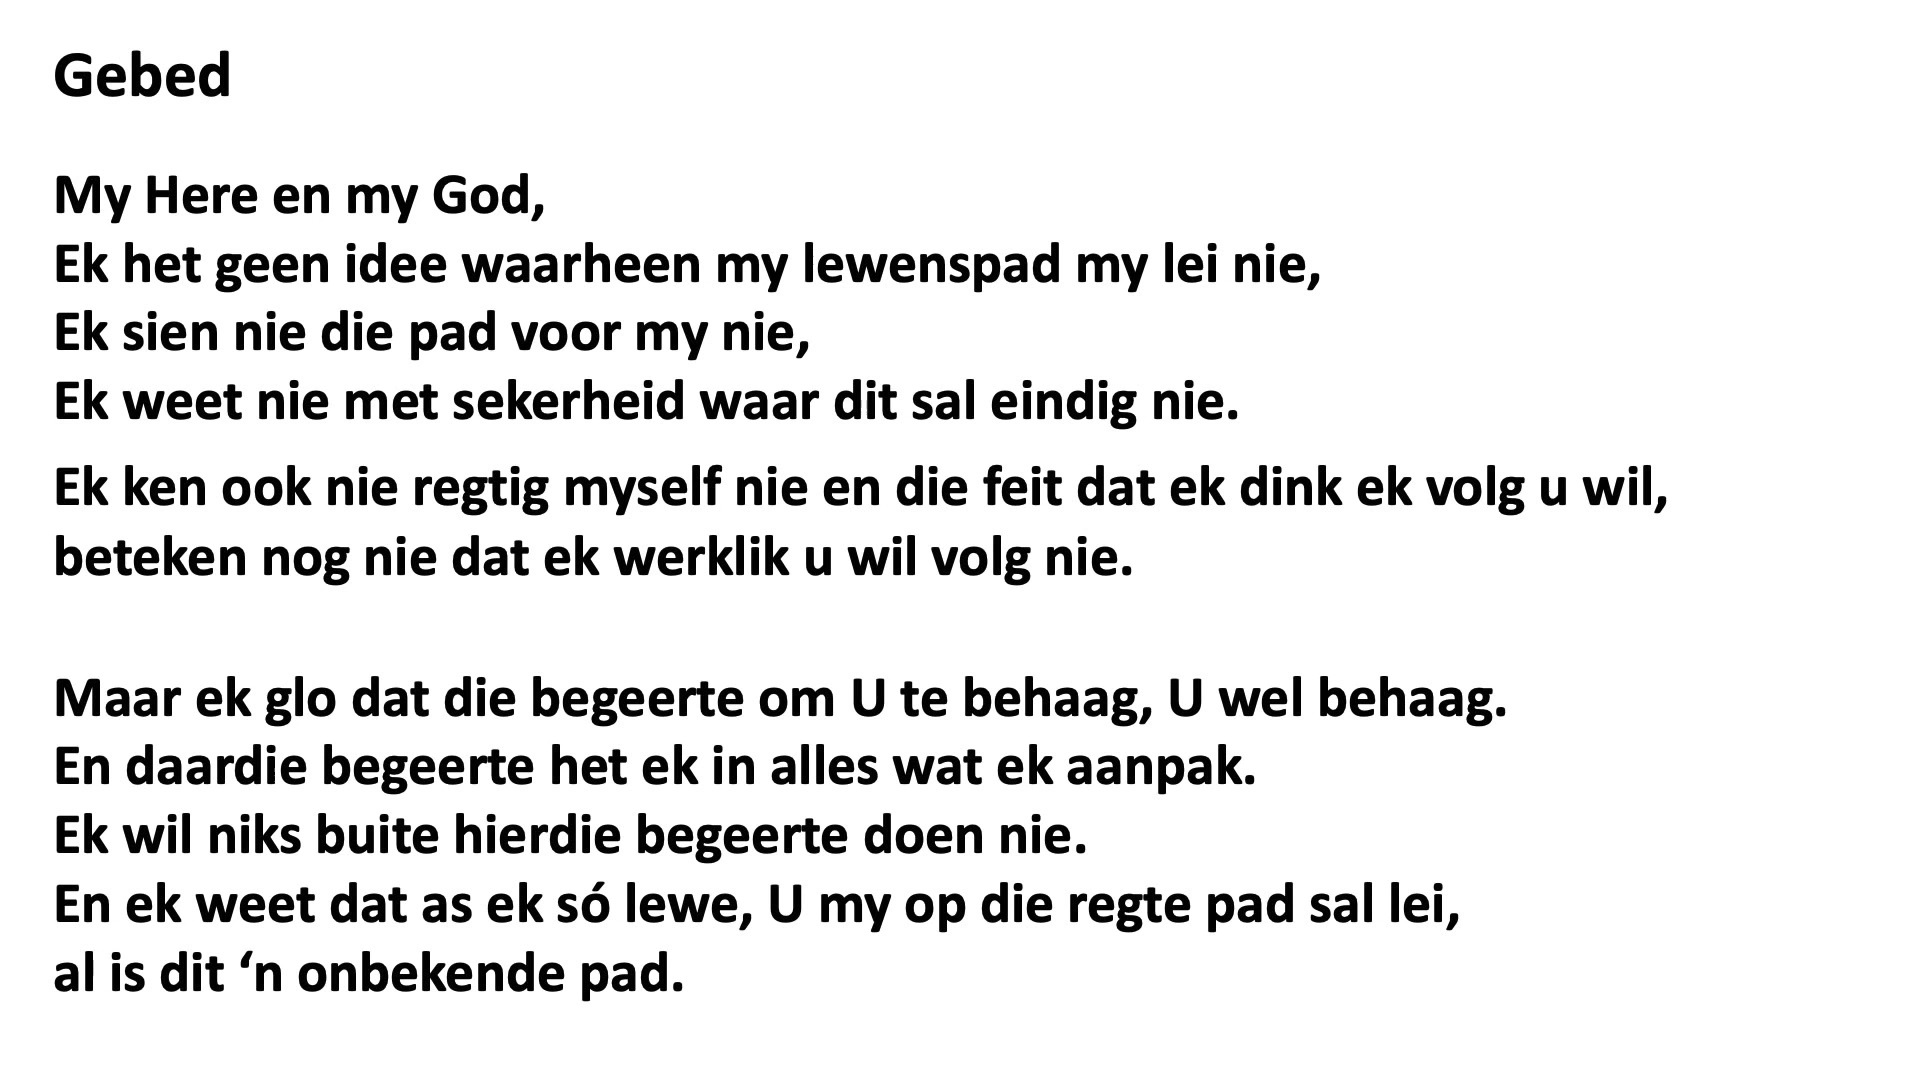 Gebed
My Here en my God,
Ek het geen idee waarheen my lewenspad my lei nie,
Ek sien nie die pad voor my nie,
Ek weet nie met sekerheid waar dit sal eindig nie.
Ek ken ook nie regtig myself nie en die feit dat ek dink ek volg u wil,
beteken nog nie dat ek werklik u wil volg nie.
Maar ek glo dat die begeerte om U te behaag, U wel behaag.
En daardie begeerte het ek in alles wat ek aanpak.
Ek wil niks buite hierdie begeerte doen nie.
En ek weet dat as ek só lewe, U my op die regte pad sal lei,
al is dit ‘n onbekende pad.